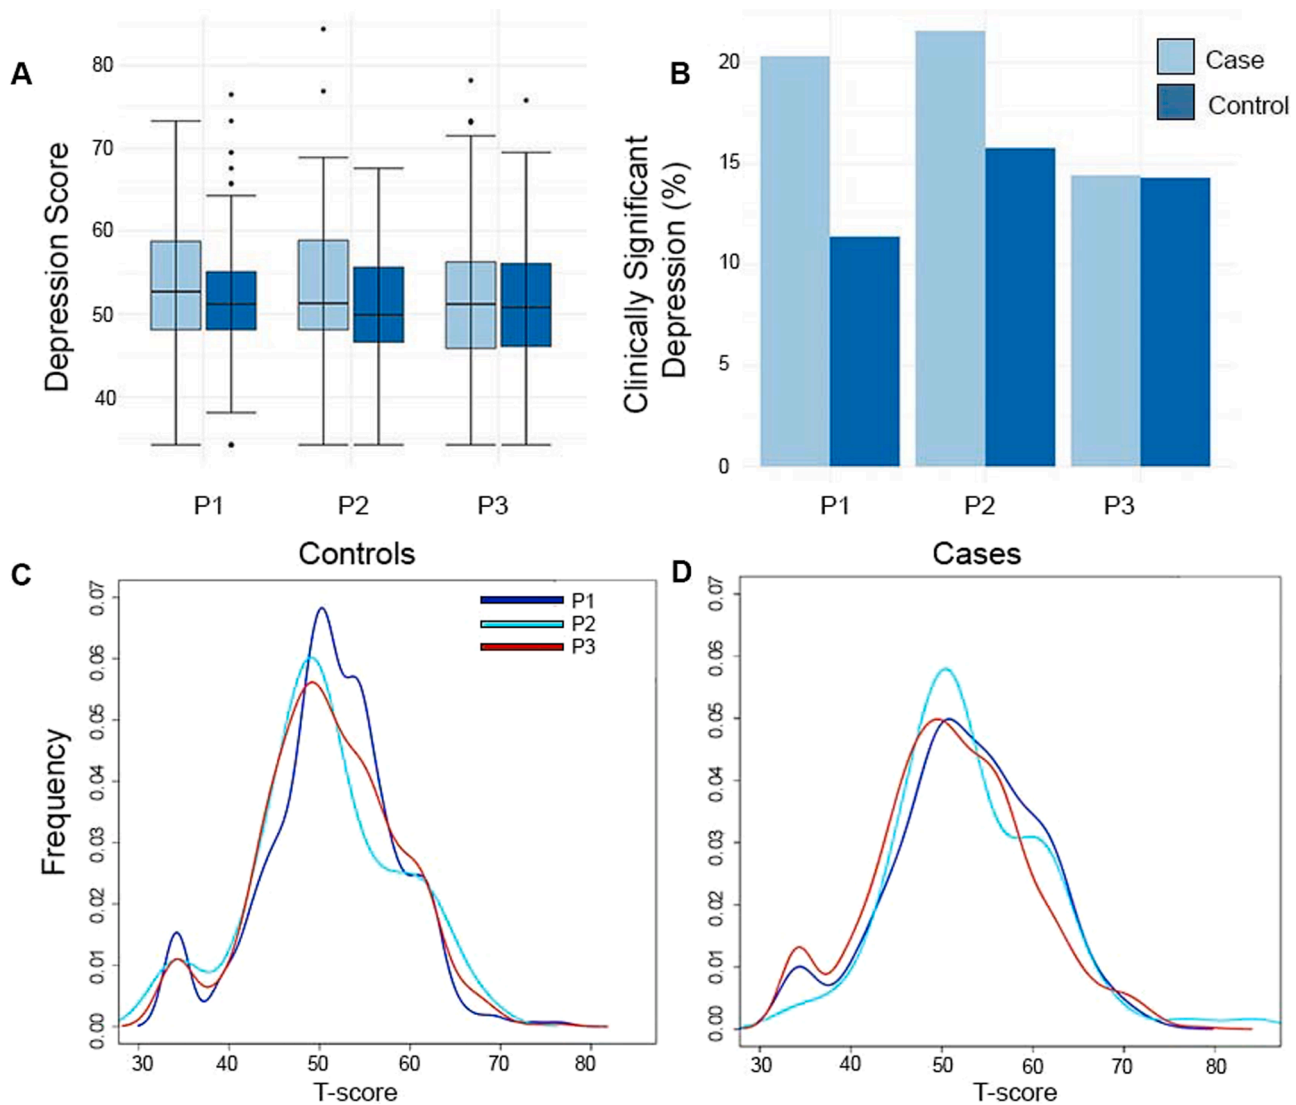 A
Depression Score
80
70
60
50
40
P1 P2 P3
B
Clinically Significant
Depression (%)
20
15
10
5
0
Case
Control
P1 P2 P3
C
Controls
Frequency
0.07
0.06
0.05
0.04
0.03
0.02
0.01
0.00
P1
P2
P3
30 40 50 60 70 80
T-score
D
Cases
0.07
0.06
0.05
0.04
0.03
0.02
0.01
0.00
30 40 50 60 70 80
T-score